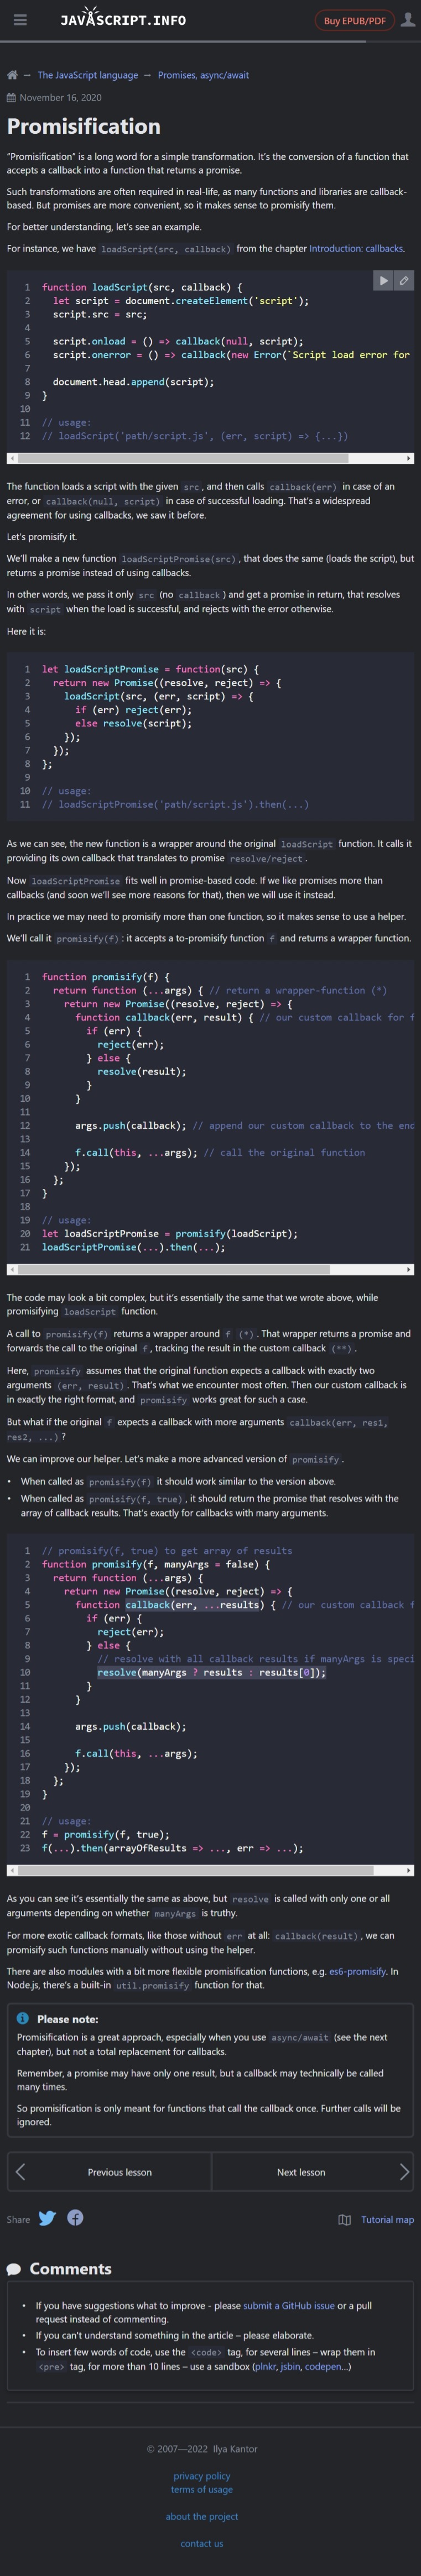 JAVASCRIPT.INFO
Buy EPUB/PDF
— The JavaScript language — Promises, async/await
November 16, 2020
Promisification
“Promisification” is a long word for a simple transformation. It’s the conversion of a function that
accepts a callback into a function that returns a promise.
Such transformations are often required in real-life, as many functions and libraries are callback-
based. But promises are more convenient, so it makes sense to promisify them.
For better understanding, let’s see an example.
For instance, we have loadScript(src, callback) from the chapter Introduction: callbacks.
1 function loadScript(src, callback) {
2 let script = document.createElement('script');
3 script.src = src;
4
5 script.onload = () => callback(null, script);
6 script.onerror = () => callback(new Error(`Script load error for
7
8 document.head.append(script);
9 }
10
11 // usage:
12 // loadScript('path/script.js', (err, script) => {...})
The function loads a script with the given src, and then calls callback(err) in case of an
error, or callback(null, script) in case of successful loading. That’s a widespread
agreement for using callbacks, we saw it before.
Let’s promisify it.
We’ll make a new function loadScriptPromise(src), that does the same (loads the script), but
returns a promise instead of using callbacks.
In other words, we pass it only src (no callback) and get a promise in return, that resolves
with script when the load is successful, and rejects with the error otherwise.
Here it is:
1 let loadScriptPromise = function(src) {
2 return new Promise((resolve, reject) => {
3 loadScript(src, (err, script) => {
4 if (err) reject(err);
5 else resolve(script);
6 });
7 });
8 };
9
10 // usage:
11 // loadScriptPromise('path/script.js').then(...)
As we can see, the new function is a wrapper around the original loadScript function. It calls it
providing its own callback that translates to promise resolve/reject.
Now loadScriptPromise fits well in promise-based code. If we like promises more than
callbacks (and soon we’ll see more reasons for that), then we will use it instead.
In practice we may need to promisify more than one function, so it makes sense to use a helper.
We’ll call it promisify(f): it accepts a to-promisify function f and returns a wrapper function.
1 function promisify(f) {
2 return function (...args) { // return a wrapper-function (*)
3 return new Promise((resolve, reject) => {
4 function callback(err, result) { // our custom callback for f
5 if (err) {
6 reject(err);
7 } else {
8 resolve(result);
9 }
10 }
11
12 args.push(callback); // append our custom callback to the end
13
14 f.call(this, ...args); // call the original function
15 });
16 };
17 }
18
19 // usage:
20 let loadScriptPromise = promisify(loadScript);
21 loadScriptPromise(...).then(...);
The code may look a bit complex, but it’s essentially the same that we wrote above, while
promisifying loadScript function.
A call to promisify(f) returns a wrapper around f (*). That wrapper returns a promise and
forwards the call to the original f, tracking the result in the custom callback (**).
Here, promisify assumes that the original function expects a callback with exactly two
arguments (err, result). That’s what we encounter most often. Then our custom callback is
in exactly the right format, and promisify works great for such a case.
But what if the original f expects a callback with more arguments callback(err, res1,
res2, ...)?
We can improve our helper. Let’s make a more advanced version of promisify.
• When called as promisify(f) it should work similar to the version above.
• When called as promisify(f, true), it should return the promise that resolves with the
array of callback results. That’s exactly for callbacks with many arguments.
1 // promisify(f, true) to get array of results
2 function promisify(f, manyArgs = false) {
3 return function (...args) {
4 return new Promise((resolve, reject) => {
5 function callback(err, ...results) { // our custom callback f
6 if (err) {
7 reject(err);
8 } else {
9 // resolve with all callback results if manyArgs is speci
10 resolve(manyArgs ? results : results[0]);
11 }
12 }
13
14 args.push(callback);
15
16 f.call(this, ...args);
17 });
18 };
19 }
20
21 // usage:
22 f = promisify(f, true);
23 f(...).then(arrayOfResults => ..., err => ...);
As you can see it’s essentially the same as above, but resolve is called with only one or all
arguments depending on whether manyArgs is truthy.
For more exotic callback formats, like those without err at all: callback(result), we can
promisify such functions manually without using the helper.
There are also modules with a bit more flexible promisification functions, e.g. es6-promisify. In
Node.js, there’s a built-in util.promisify function for that.
Please note:
Promisification is a great approach, especially when you use async/await (see the next
chapter), but not a total replacement for callbacks.
Remember, a promise may have only one result, but a callback may technically be called
many times.
So promisification is only meant for functions that call the callback once. Further calls will be
ignored.
Previous lesson
Next lesson
Share
Tutorial map
Comments
• If you have suggestions what to improve - please submit a GitHub issue or a pull
request instead of commenting.
• If you can't understand something in the article – please elaborate.
• To insert few words of code, use the <code> tag, for several lines – wrap them in
<pre> tag, for more than 10 lines – use a sandbox (plnkr, jsbin, codepen…)
© 2007—2022 Ilya Kantor
privacy policy
terms of usage
about the project
contact us